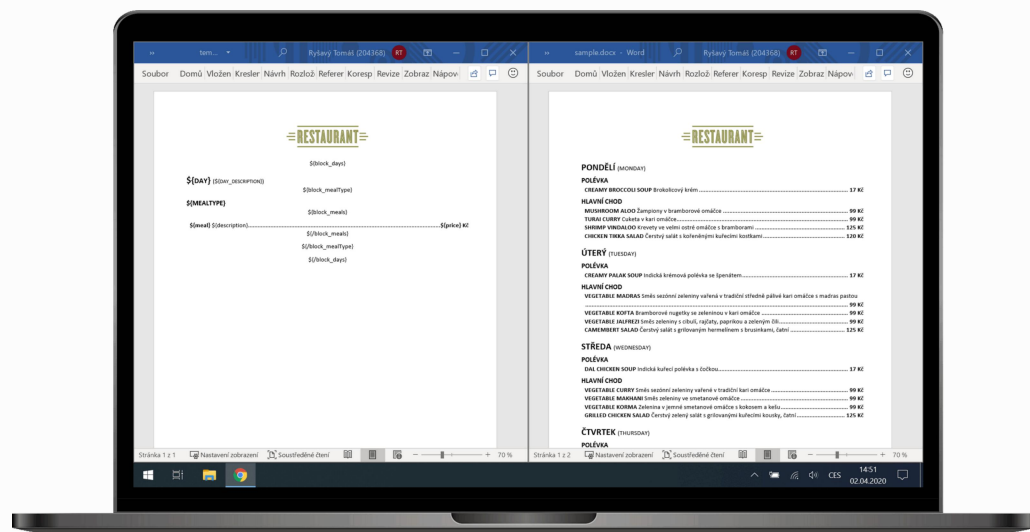 tem...
Ryšavý Tomáš (204368) RT
Soubor Domů Vložen Kresler Návrh Rozlož Referer Koresp Revize Zobraz Nápov
RESTAURANT
${block_days}
${DAY} (${DAY_DESCRIPTION})
${block_mealType}
${MEALTYPE}
${block_meals}
${meal} ${description}........${price} Kč
${/block_meals}
${/block_mealType}
${/block_days}
Stránka 1 z 1 Nastavení zobrazení Soustředěné čtení 70 %
sample.docx - Word Ryšavý Tomáš (204368) RT
Soubor Domů Vložen Kresler Návrh Rozlož Referer Koresp Revize Zobraz Nápov
RESTAURANT
PONDĚLÍ (MONDAY)
POLÉVKA
CREAMY BROCCOLI SOUP Brokolicový krém........17 Kč
HLAVNÍ CHOD
MUSHROOM ALOO Žampiony v bramborové omáčce........99 Kč
TURAI CURRY Cuketa v kari omáčce........99 Kč
SHRIMP VINDALOO Krevety ve velmi ostré omáčce s bramborami........125 Kč
CHICKEN TIKKA SALAD Čerstvý salát s kořeněnými kuřecími kostkami........120 Kč
ÚTERÝ (TUESDAY)
POLÉVKA
CREAMY PALAK SOUP Indická krémová polévka se špenátem........17 Kč
HLAVNÍ CHOD
VEGETABLE MADRAS Směs sezónní zeleniny vařená v tradiční středně pálivé kari omáčce s madras pastou
........99 Kč
VEGETABLE KOFTA Bramborové nugetky se zeleninou v kari omáčce........99 Kč
VEGETABLE JALFREZI Směs zeleniny s cibulí, rajčaty, paprikou a zeleným čili........99 Kč
CAMEMBERT SALAD Čerstvý salát s grilovaným hermelínem s brusinkami, čatní........125 Kč
STŘEDA (WEDNESDAY)
POLÉVKA
DAL CHICKEN SOUP Indická kuřecí polévka s čočkou........17 Kč
HLAVNÍ CHOD
VEGETABLE CURRY Směs sezónní zeleniny vařené v tradiční kari omáčce........99 Kč
VEGETABLE MAKHANI Směs zeleniny ve smetanové omáčce........99 Kč
VEGETABLE KORMA Zelenina v jemné smetanové omáčce s kokosem a kešu........99 Kč
GRILLED CHICKEN SALAD Čerstvý zelený salát s grilovanými kuřecími kousky, čatní........125 Kč
ČTVRTEK (THURSDAY)
POLÉVKA
Stránka 1 z 2 Nastavení zobrazení Soustředěné čtení 70 %
CES 14:51
02.04.2020